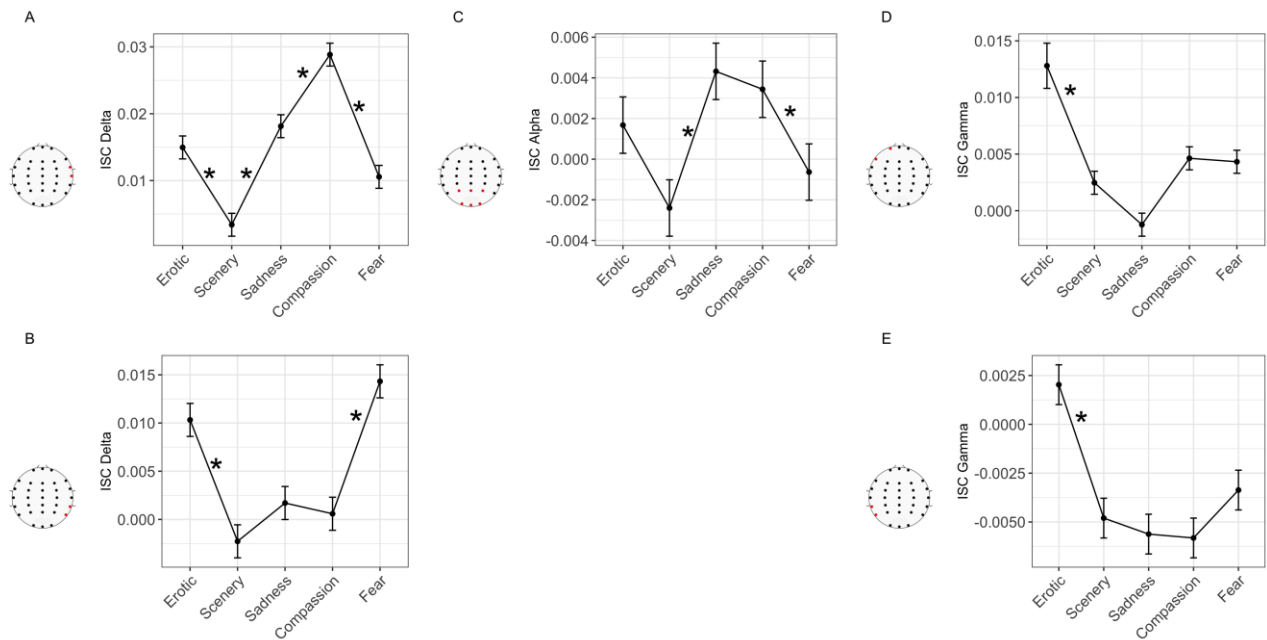 A
C
D
ISC Delta
0.03
0.02
0.01
*
*
*
*
Erotic
Scenery
Sadness
Compassion
Fear
ISC Alpha
0.006
0.004
0.002
0.000
-0.002
-0.004
*
*
Erotic
Scenery
Sadness
Compassion
Fear
ISC Gamma
0.015
0.010
0.005
0.000
*
Erotic
Scenery
Sadness
Compassion
Fear
B
E
ISC Delta
0.015
0.010
0.005
0.000
*
*
Erotic
Scenery
Sadness
Compassion
Fear
ISC Gamma
0.0025
0.0000
-0.0025
-0.0050
*
Erotic
Scenery
Sadness
Compassion
Fear